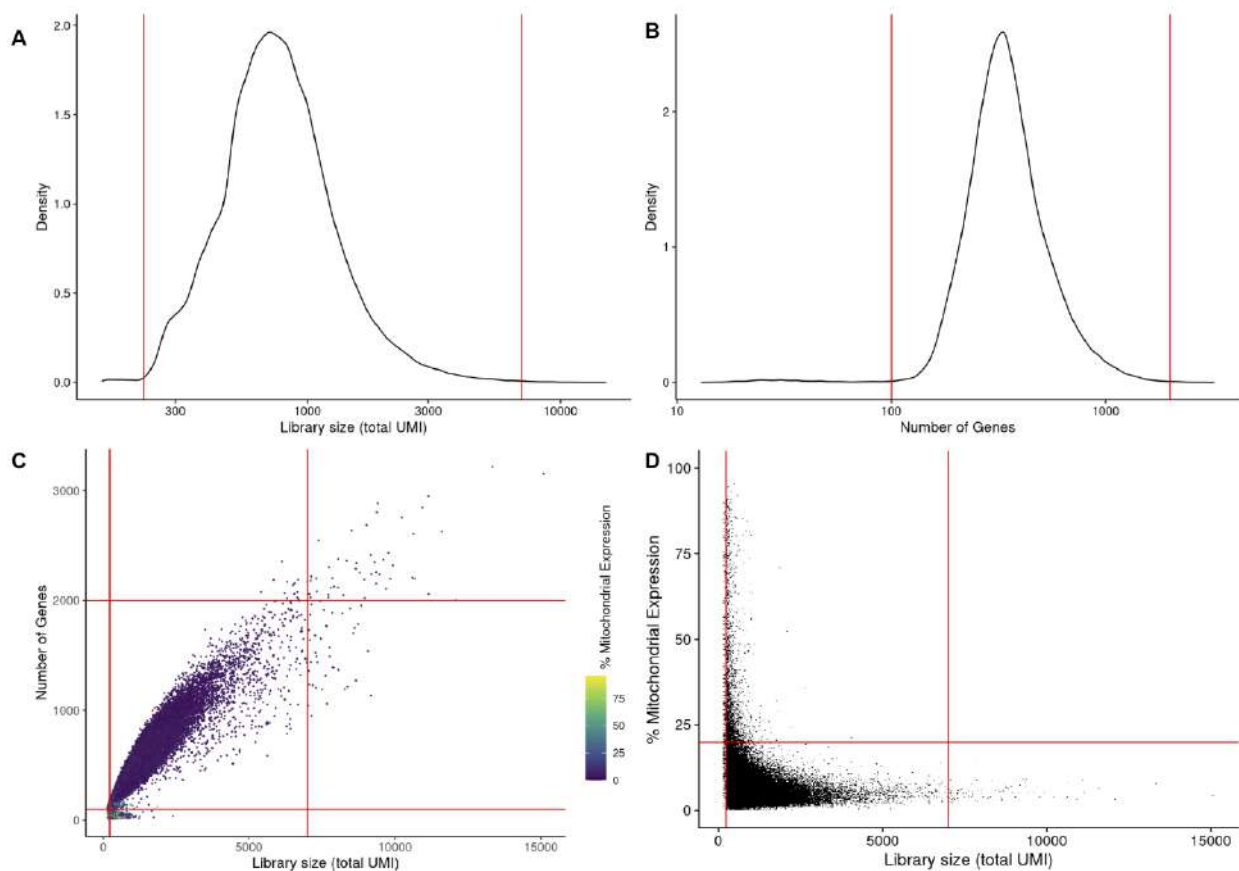 A
2.0
1.5
1.0
0.5
0.0
Density
300
1000
3000
10000
Library size (total UMI)
B
2
1
0
Density
10
100
1000
Number of Genes
C
3000
2000
1000
0
Number of Genes
0
5000
10000
15000
Library size (total UMI)
% Mitochondrial Expression
75
50
25
0
D
100
75
50
25
0
% Mitochondrial Expression
0
5000
10000
15000
Library size (total UMI)